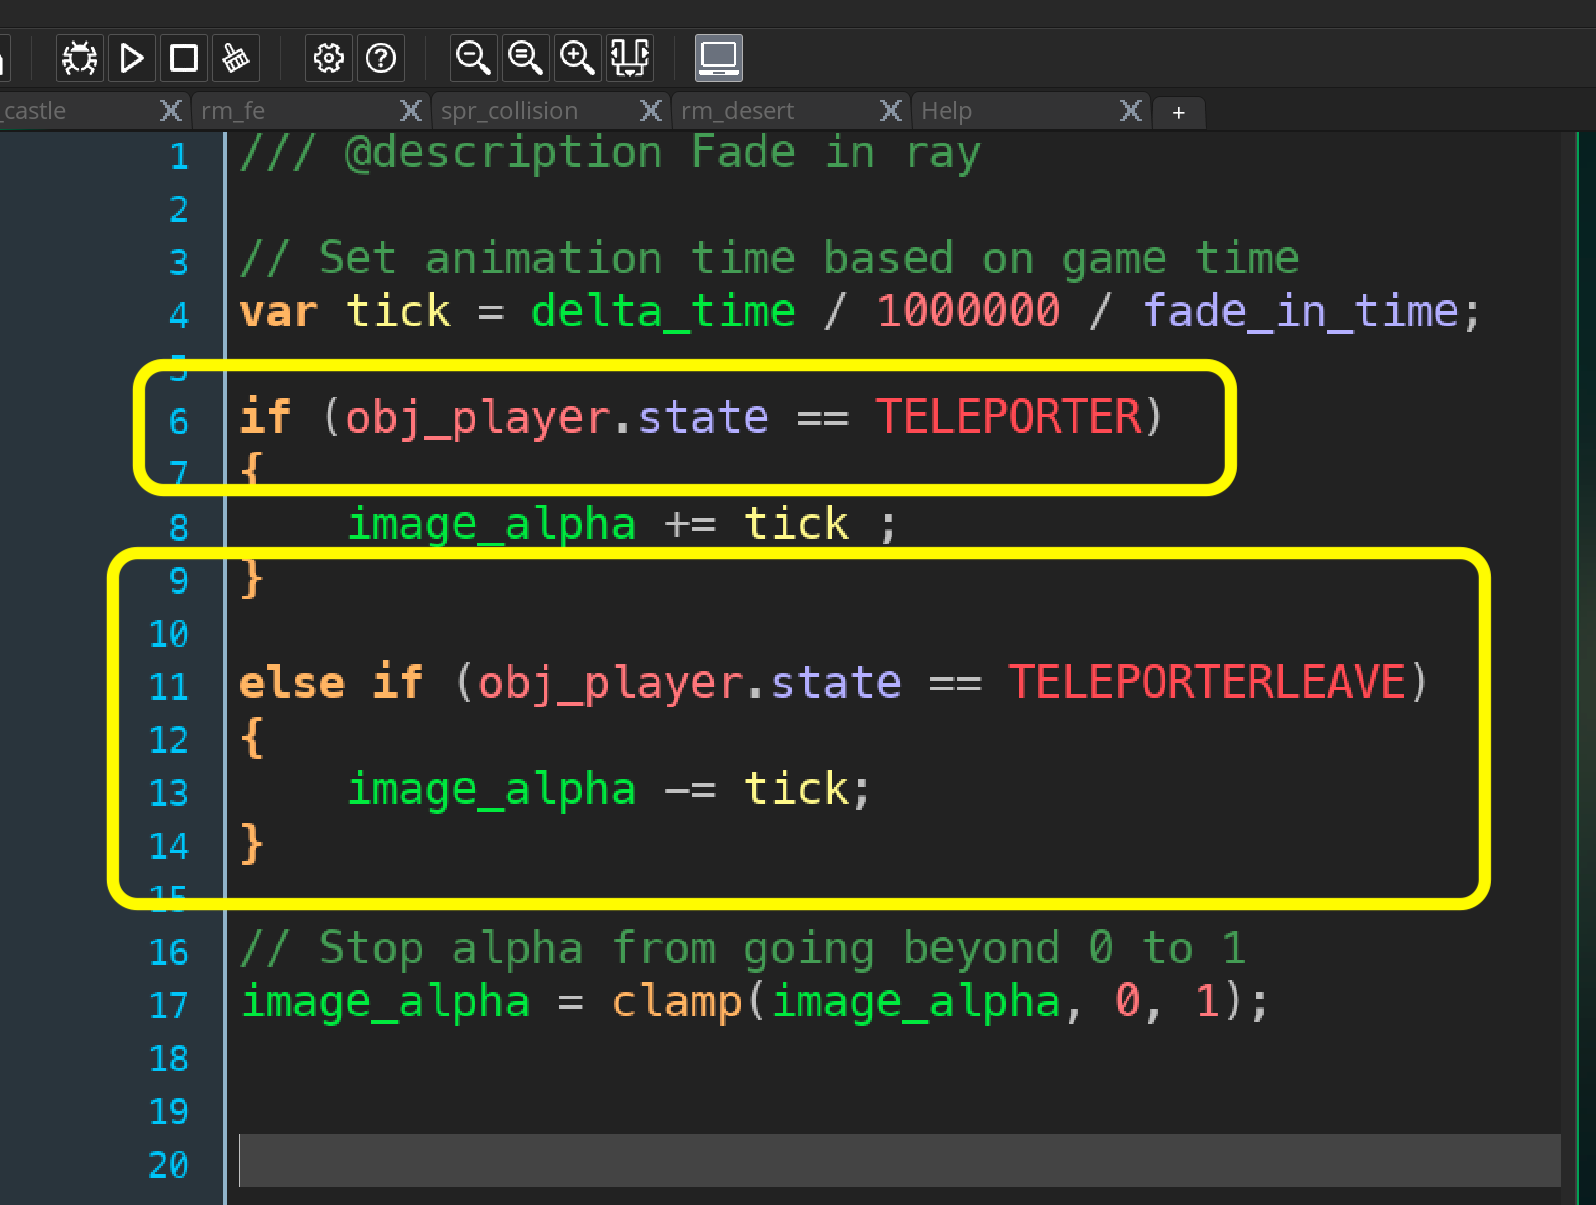 _castle X rm_fe X spr_collision X rm_desert X Help X +
1 /// @description Fade in ray
2
3 // Set animation time based on game time
4 var tick = delta_time / 1000000 / fade_in_time;
5
6 if (obj_player.state == TELEPORTER)
7 {
8 image_alpha += tick ;
9 }
10
11 else if (obj_player.state == TELEPORTERLEAVE)
12 {
13 image_alpha -= tick;
14 }
15
16 // Stop alpha from going beyond 0 to 1
17 image_alpha = clamp(image_alpha, 0, 1);
18
19
20